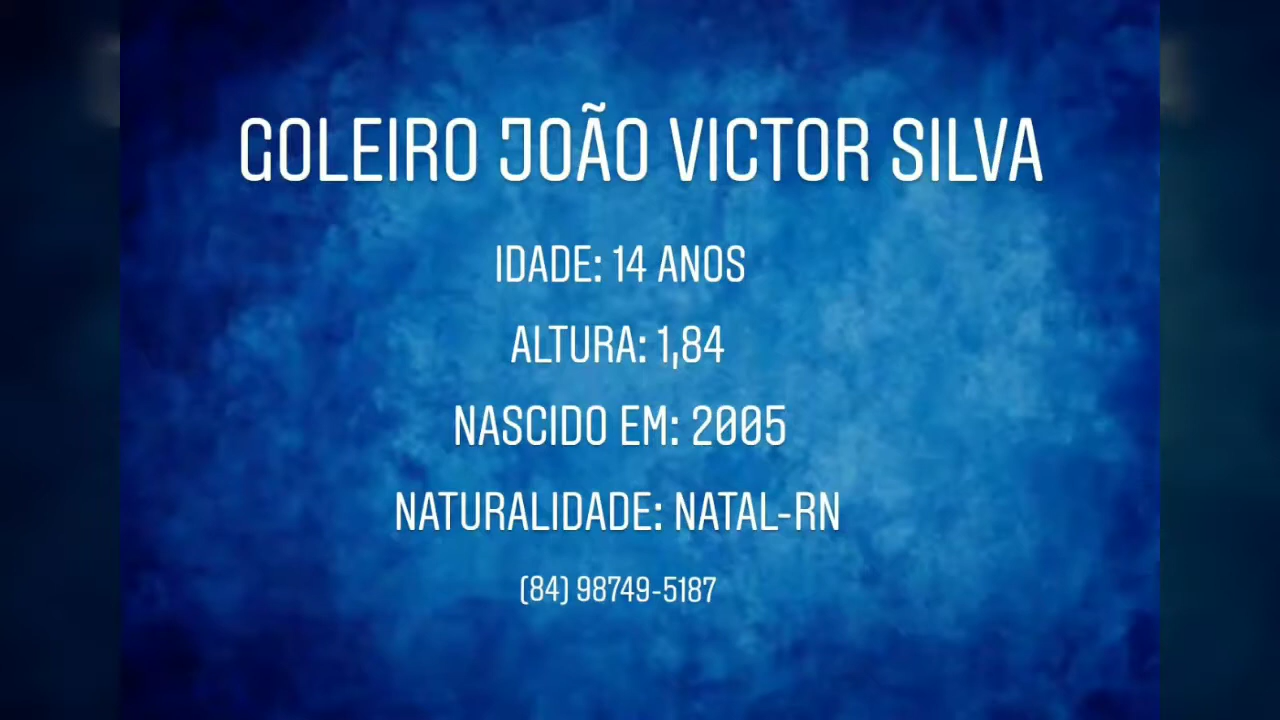 GOLEIRO JOÃO VICTOR SILVA
IDADE: 14 ANOS
ALTURA: 1,84
NASCIDO EM: 2005
NATURALIDADE: NATAL-RN
(84) 98749-5187